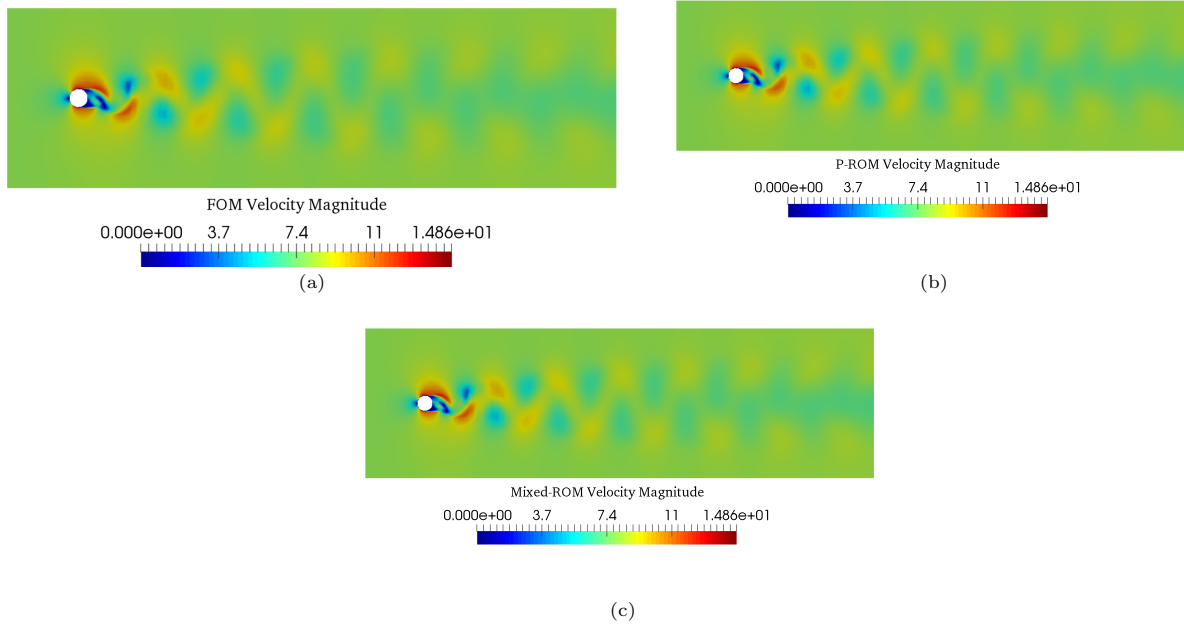 FOM Velocity Magnitude
0.000e+00 3.7 7.4 11 1.486e+01
(a)
P-ROM Velocity Magnitude
0.000e+00 3.7 7.4 11 1.486e+01
(b)
Mixed-ROM Velocity Magnitude
0.000e+00 3.7 7.4 11 1.486e+01
(c)